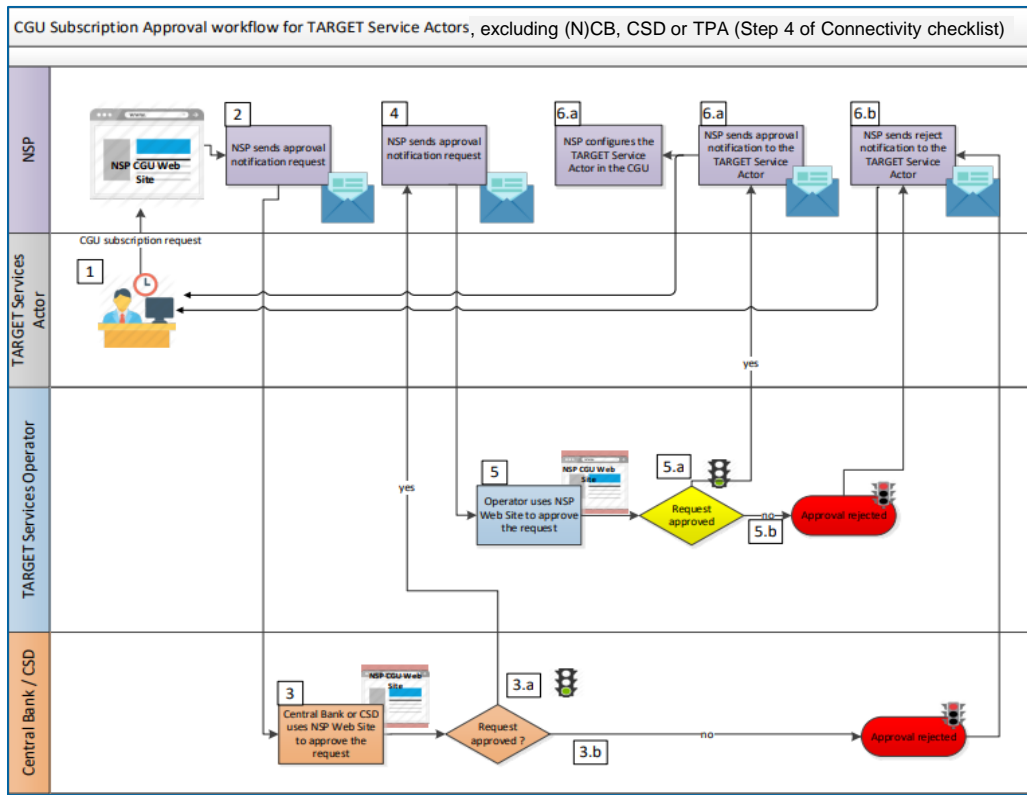 CGU Subscription Approval workflow for TARGET Service Actors, excluding (N)CB, CSD or TPA (Step 4 of Connectivity checklist)
NSP
www.
NSP CGU Web
Site
2
NSP sends approval
notification request
4
NSP sends approval
notification request
6.a
NSP configures the
TARGET Service
Actor in the CGU
6.a
NSP sends approval
notification to the
TARGET Service
Actor
6.b
NSP sends reject
notification to the
TARGET Service
Actor
TARGET Services
Actor
CGU subscription request
1
yes
TARGET Services Operator
yes
5
Operator uses NSP
Web Site to approve
the request
NSP CGU Web
Site
5.a
Request
approved
no
5.b
Approval rejected
Central Bank / CSD
3
Central Bank or CSD
uses NSP Web Site
to approve the
request
NSP CGU Web
Site
3.a
Request
approved ?
3.b
no
Approval rejected